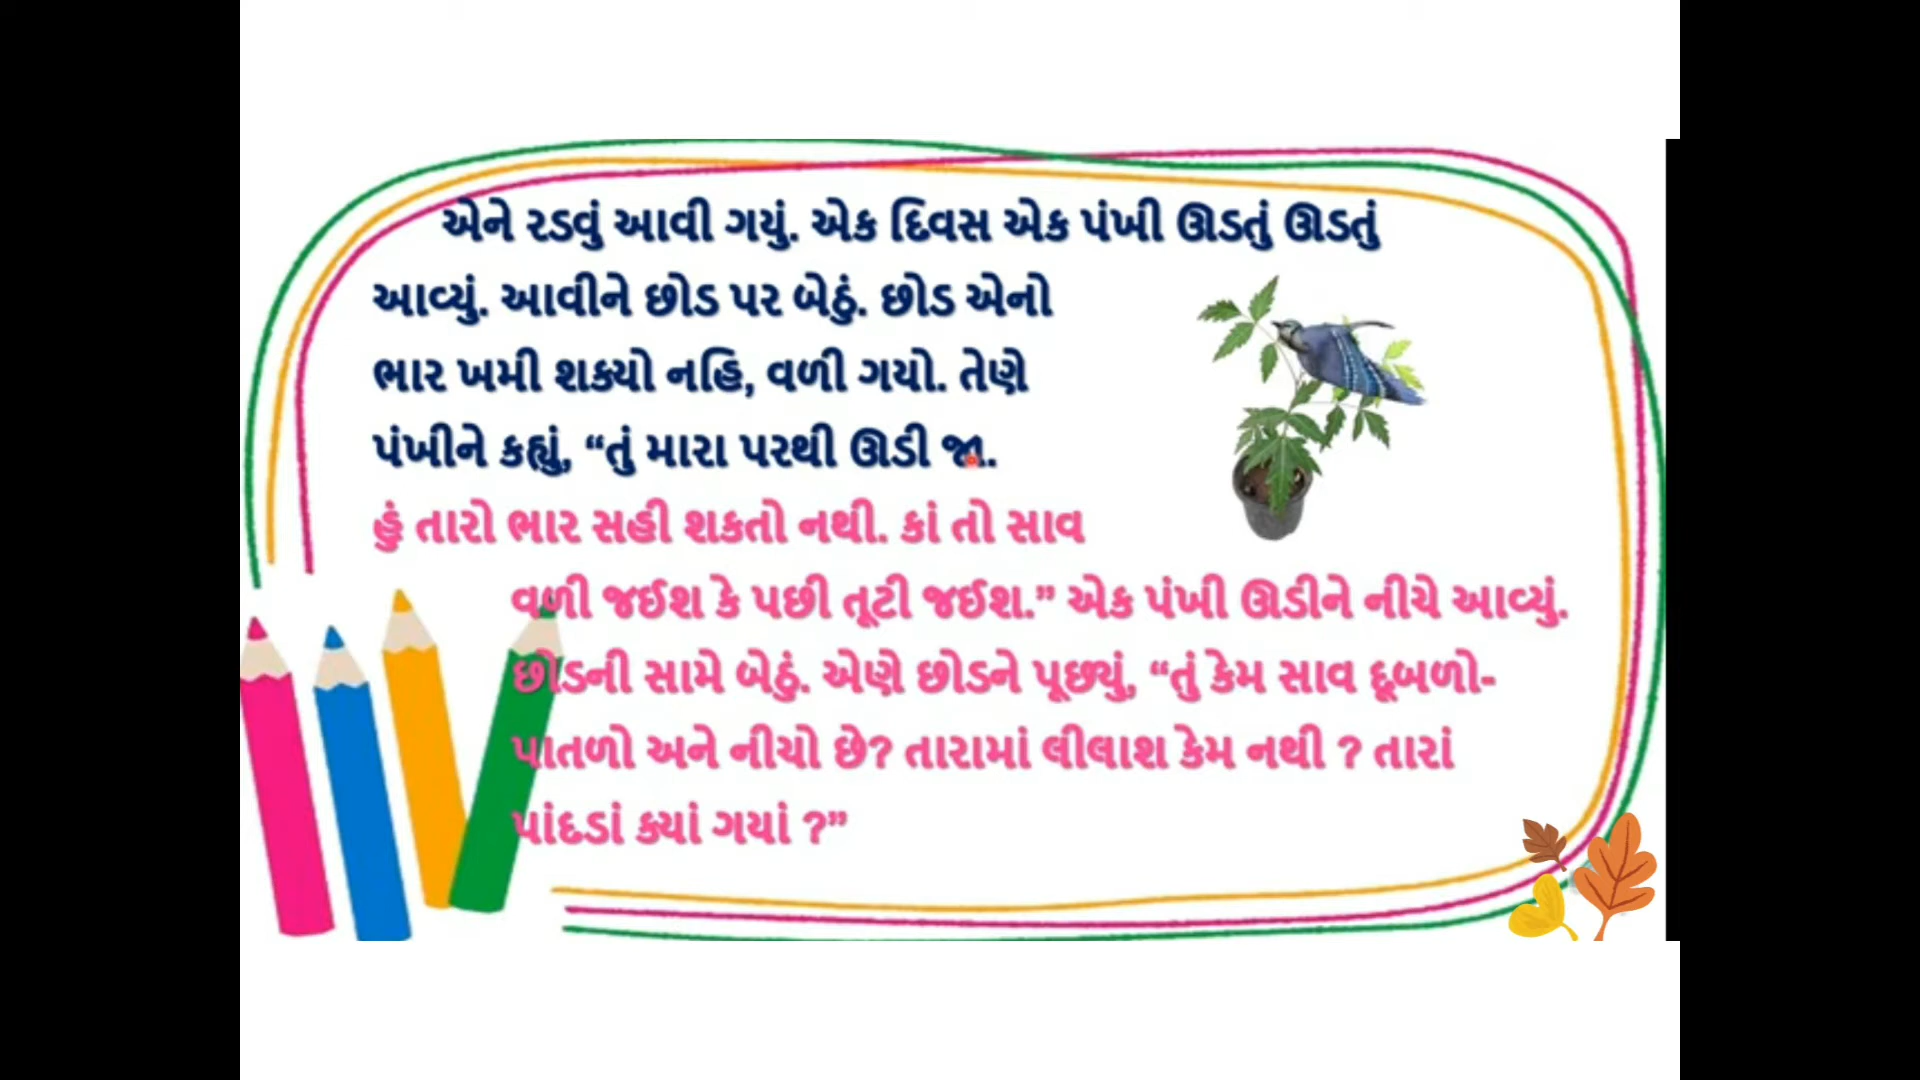 એને રડવું આવી ગયું. એક દિવસ એક પંખી ઊડતું ઊડતું
આવ્યું. આવીને છોડ પર બેઠું. છોડ એનો
ભાર ખમી શક્યો નહિ, વળી ગયો. તેણે
પંખીને કહ્યું, “તું મારા પરથી ઊડી જા.
હું તારો ભાર સહી શકતો નથી. કાં તો સાવ
વળી જઈશ કે પછી તૂટી જઈશ.” એક પંખી ઊડીને નીચે આવ્યું.
છોડની સામે બેઠું. એણે છોડને પૂછ્યું, “તું કેમ સાવ દૂબળો-
પાતળો અને નીચો છે? તારામાં લીલાશ કેમ નથી ? તારાં
પાંદડાં ક્યાં ગયાં ?”